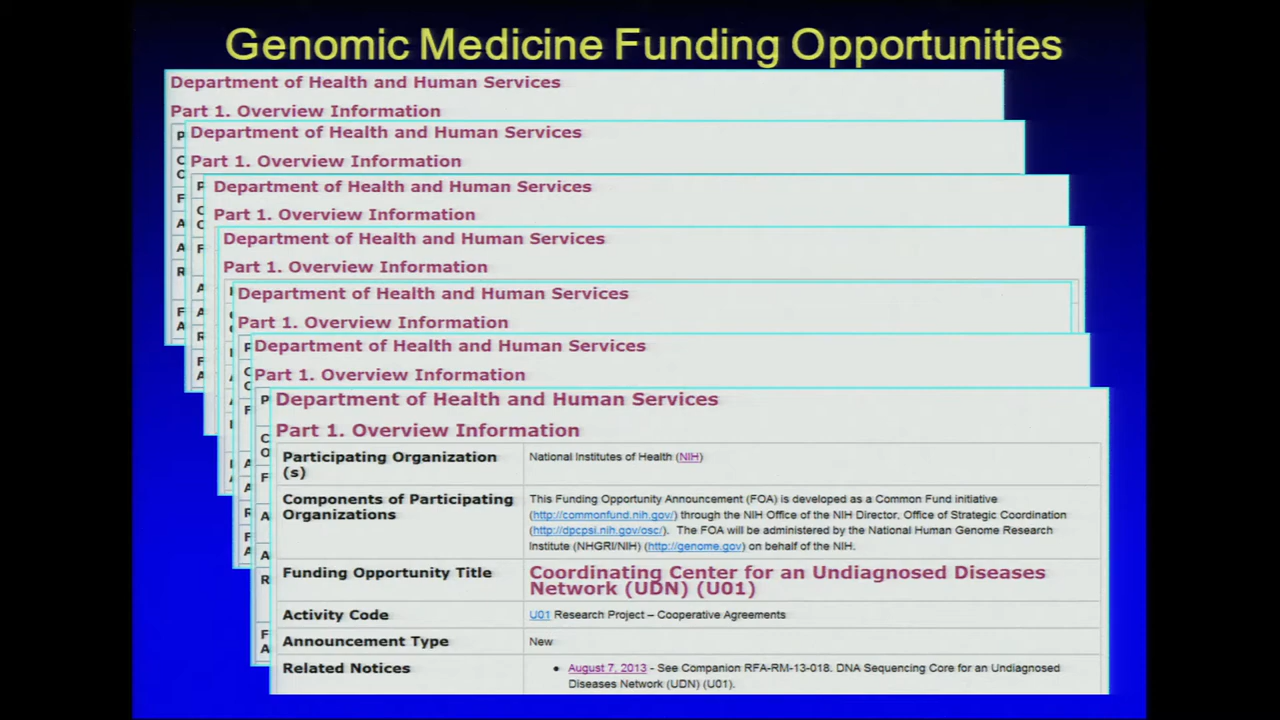 Genomic Medicine Funding Opportunities
Department of Health and Human Services
Part 1. Overview Information
P
C
O
F
A
A
R
F
A
Department of Health and Human Services
Part 1. Overview Information
P
C
O
F
A
A
R
F
A
Department of Health and Human Services
Part 1. Overview Information
Department of Health and Human Services
Part 1. Overview Information
Department of Health and Human Services
Part 1. Overview Information
Department of Health and Human Services
Part 1. Overview Information
P
C
O
F
A
A
R
F
A
Department of Health and Human Services
Part 1. Overview Information
Participating Organization
(s)
National Institutes of Health (NIH)
Components of Participating
Organizations
This Funding Opportunity Announcement (FOA) is developed as a Common Fund initiative
(http://commonfund.nih.gov/) through the NIH Office of the NIH Director, Office of Strategic Coordination
(http://dpcpsi.nih.gov/osc/). The FOA will be administered by the National Human Genome Research
Institute (NHGRI/NIH) (http://genome.gov) on behalf of the NIH.
Funding Opportunity Title
Coordinating Center for an Undiagnosed Diseases
Network (UDN) (U01)
Activity Code
U01 Research Project – Cooperative Agreements
Announcement Type
New
Related Notices
• August 7, 2013 - See Companion RFA-RM-13-018. DNA Sequencing Core for an Undiagnosed
Diseases Network (UDN) (U01).